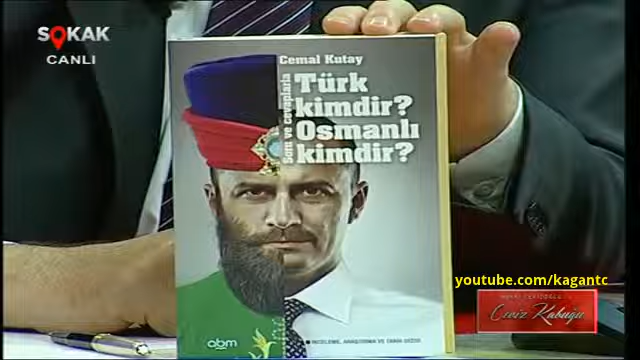 SOKAK
CANLI
Cemal Kutay
Soru ve cevaplarla
Türk
kimdir?
Osmanlı
kimdir?
abm
İNCELEME, ARAŞTIRMA VE TARİH DİZİSİ
youtube.com/kagantc
Ceviz Kabuğu